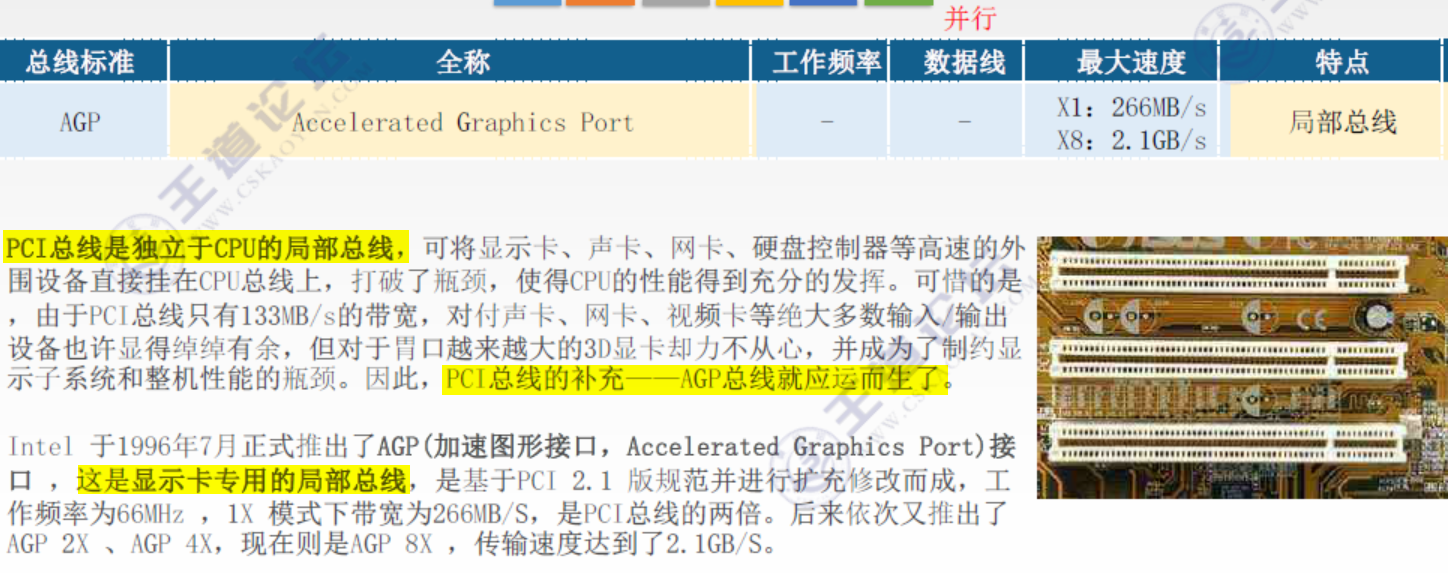 并行
总线标准 全称 工作频率 数据线 最大速度 特点
AGP Accelerated Graphics Port - - X1：266MB/s 局部总线
X8：2.1GB/s
PCI总线是独立于CPU的局部总线，可将显示卡、声卡、网卡、硬盘控制器等高速的外
围设备直接挂在CPU总线上，打破了瓶颈，使得CPU的性能得到充分的发挥。可惜的是
，由于PCI总线只有133MB/s的带宽，对付声卡、网卡、视频卡等绝大多数输入/输出
设备也许显得绰绰有余，但对于胃口越来越大的3D显卡却力不从心，并成为了制约显
示子系统和整机性能的瓶颈。因此，PCI总线的补充——AGP总线就应运而生了。
Intel 于1996年7月正式推出了AGP(加速图形接口，Accelerated Graphics Port)接
口 ，这是显示卡专用的局部总线，是基于PCI 2.1 版规范并进行扩充修改而成，工
作频率为66MHz ，1X 模式下带宽为266MB/S，是PCI总线的两倍。后来依次又推出了
AGP 2X 、AGP 4X，现在则是AGP 8X ，传输速度达到了2.1GB/S。
王道论坛
WWW.CSKAOYAN.COM